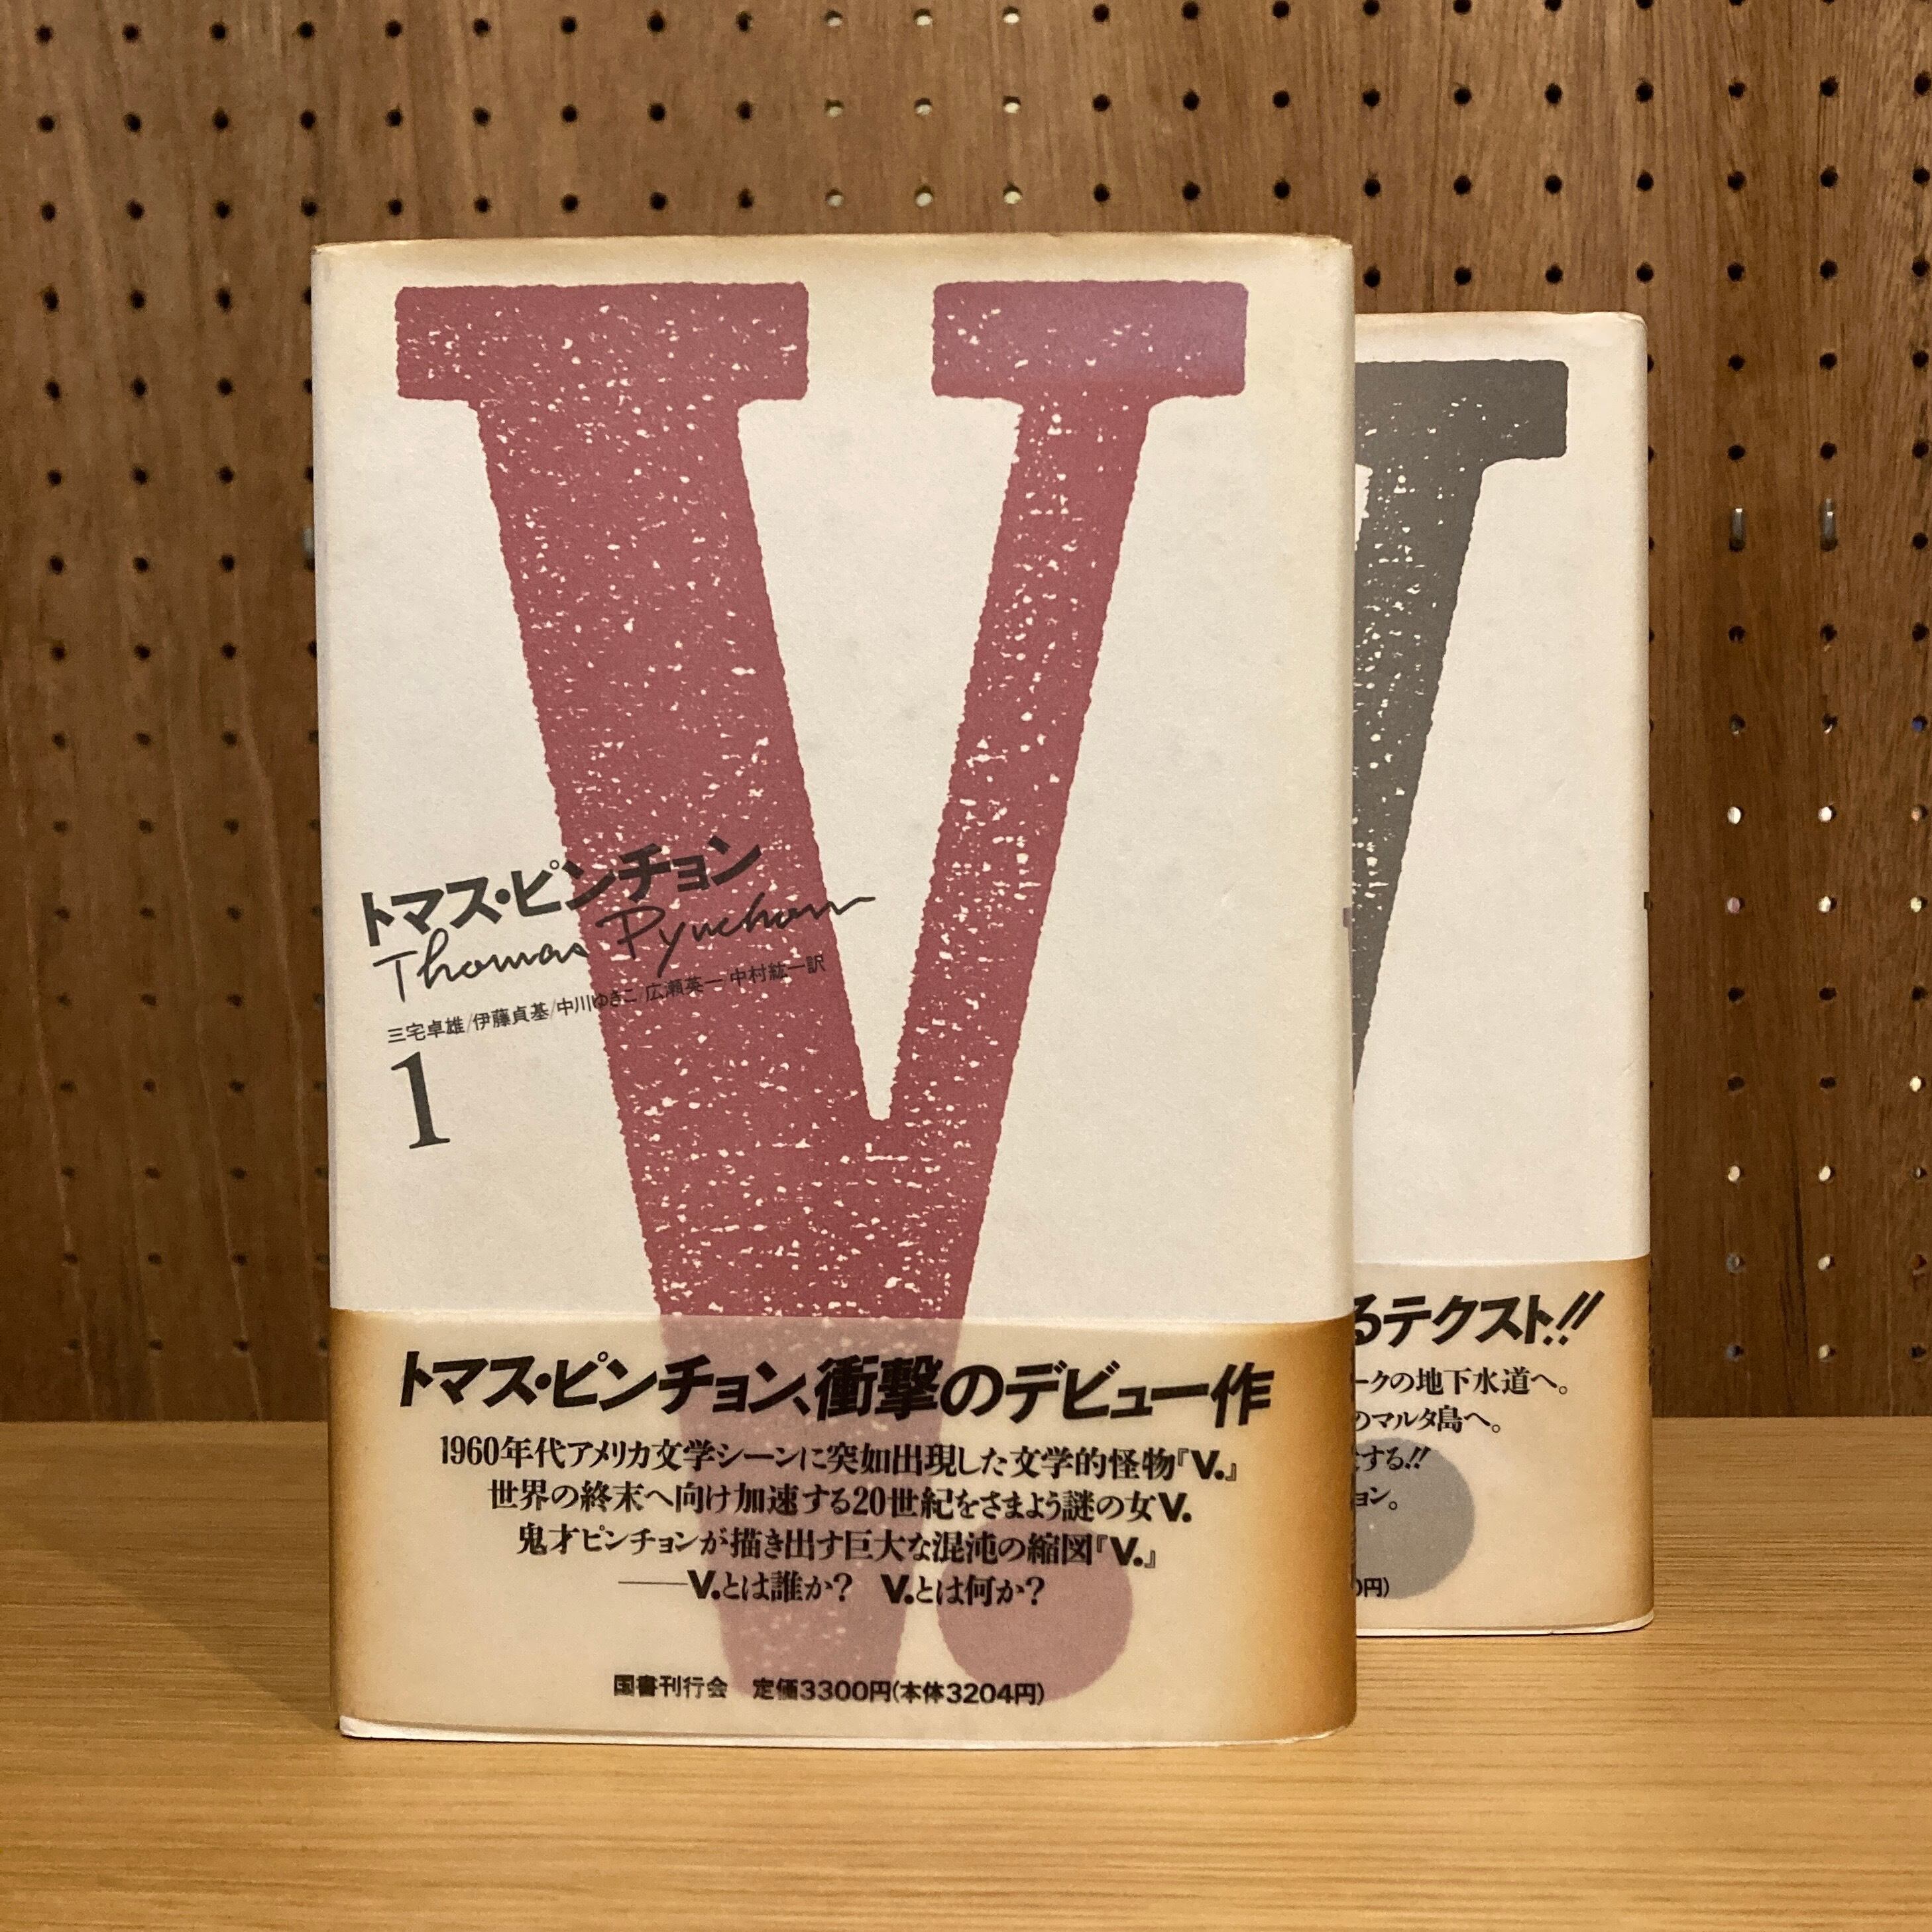 V.
トマス・ピンチョン
Thomas Pynchon
三宅卓雄/伊藤貞基/中川ゆきこ/広瀬英一/中村紘一訳
1
トマス・ピンチョン、衝撃のデビュー作
1960年代アメリカ文学シーンに突如出現した文学的怪物『V.』
世界の終末へ向け加速する20世紀をさまよう謎の女V.
鬼才ピンチョンが描き出す巨大な混沌の縮図『V.』
──V.とは誰か？　V.とは何か？
国書刊行会　定価3300円(本体3204円)
るテクスト!!
ークの地下水道へ。
のマルタ島へ。
する!!
ョン。
0円)